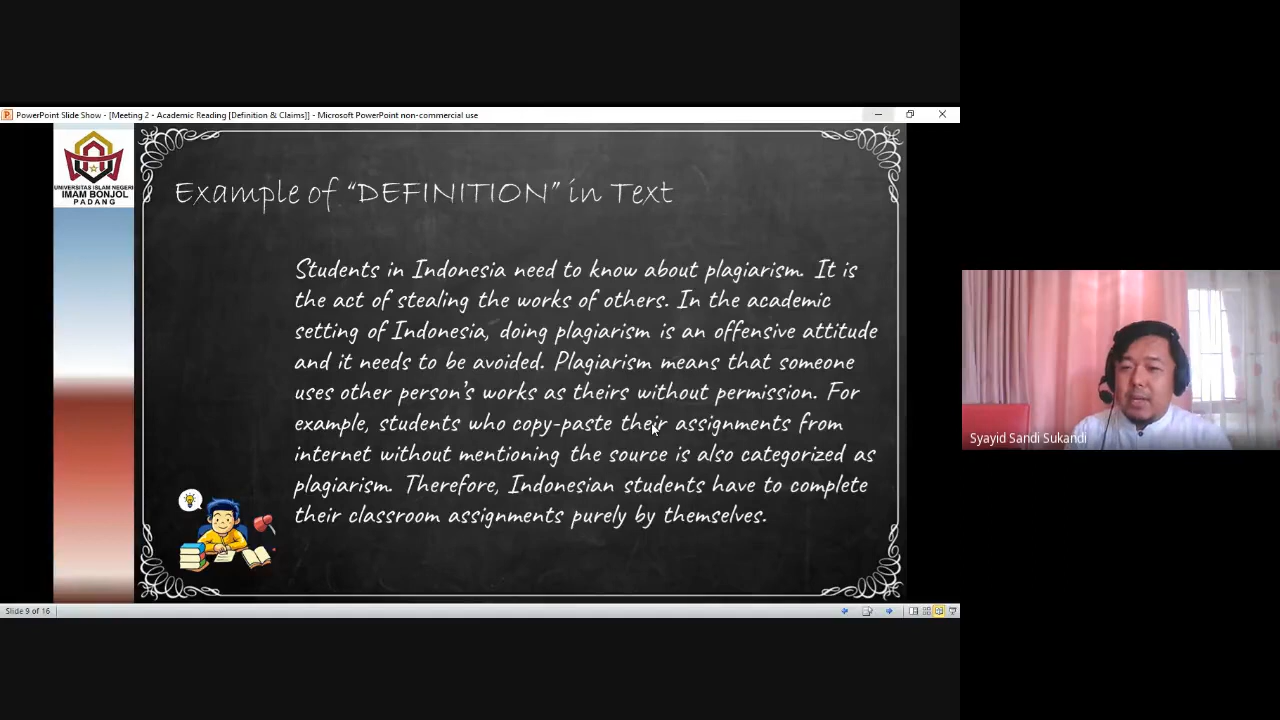 PowerPoint Slide Show - [Meeting 2 - Academic Reading [Definition & Claims]] - Microsoft PowerPoint non-commercial use
UNIVERSITAS ISLAM NEGERI
IMAM BONJOL
PADANG
Example of “DEFINITION” in Text
Students in Indonesia need to know about plagiarism. It is
the act of stealing the works of others. In the academic
setting of Indonesia, doing plagiarism is an offensive attitude
and it needs to be avoided. Plagiarism means that someone
uses other person's works as theirs without permission. For
example, students who copy-paste their assignments from
internet without mentioning the source is also categorized as
plagiarism. Therefore, Indonesian students have to complete
their classroom assignments purely by themselves.
Syayid Sandi Sukandi
Slide 9 of 16